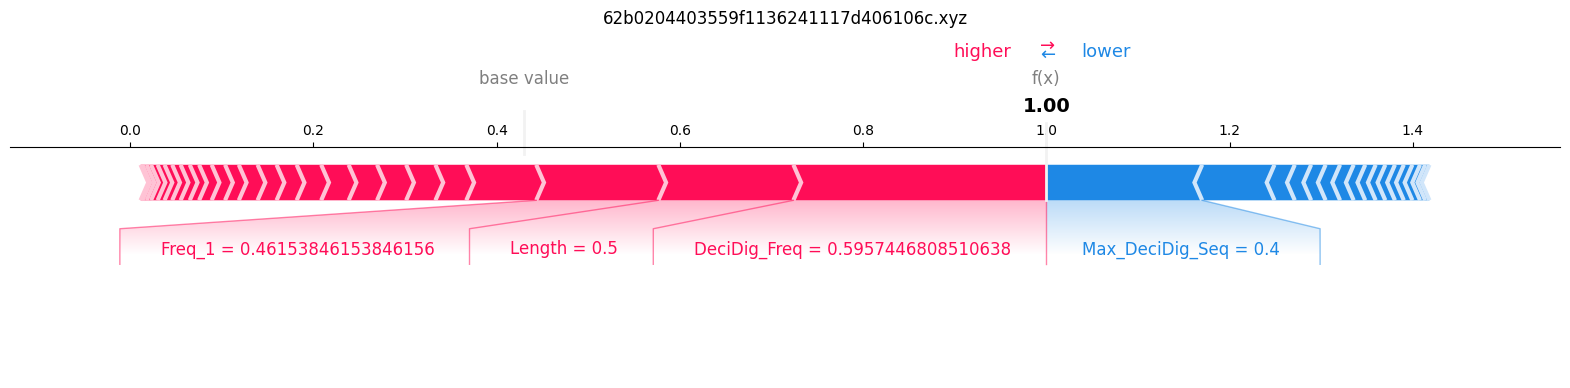 62b0204403559f1136241117d406106c.xyz
higher ⇄ lower
base value f(x)
1.00
0.0 0.2 0.4 0.6 0.8 1.0 1.2 1.4
Freq_1 = 0.46153846153846156 Length = 0.5 DeciDig_Freq = 0.5957446808510638 Max_DeciDig_Seq = 0.4